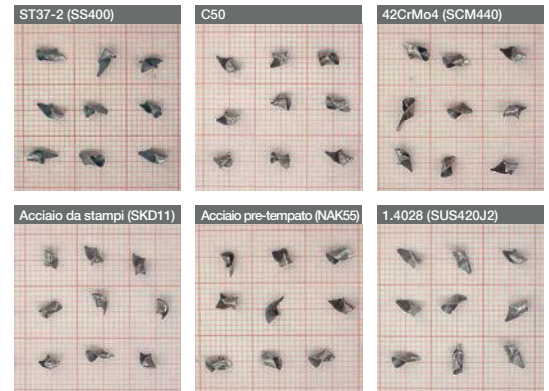 ST37-2 (SS400)
C50
42CrMo4 (SCM440)
Acciaio da stampi (SKD11)
Acciaio pre-tempato (NAK55)
1.4028 (SUS420J2)